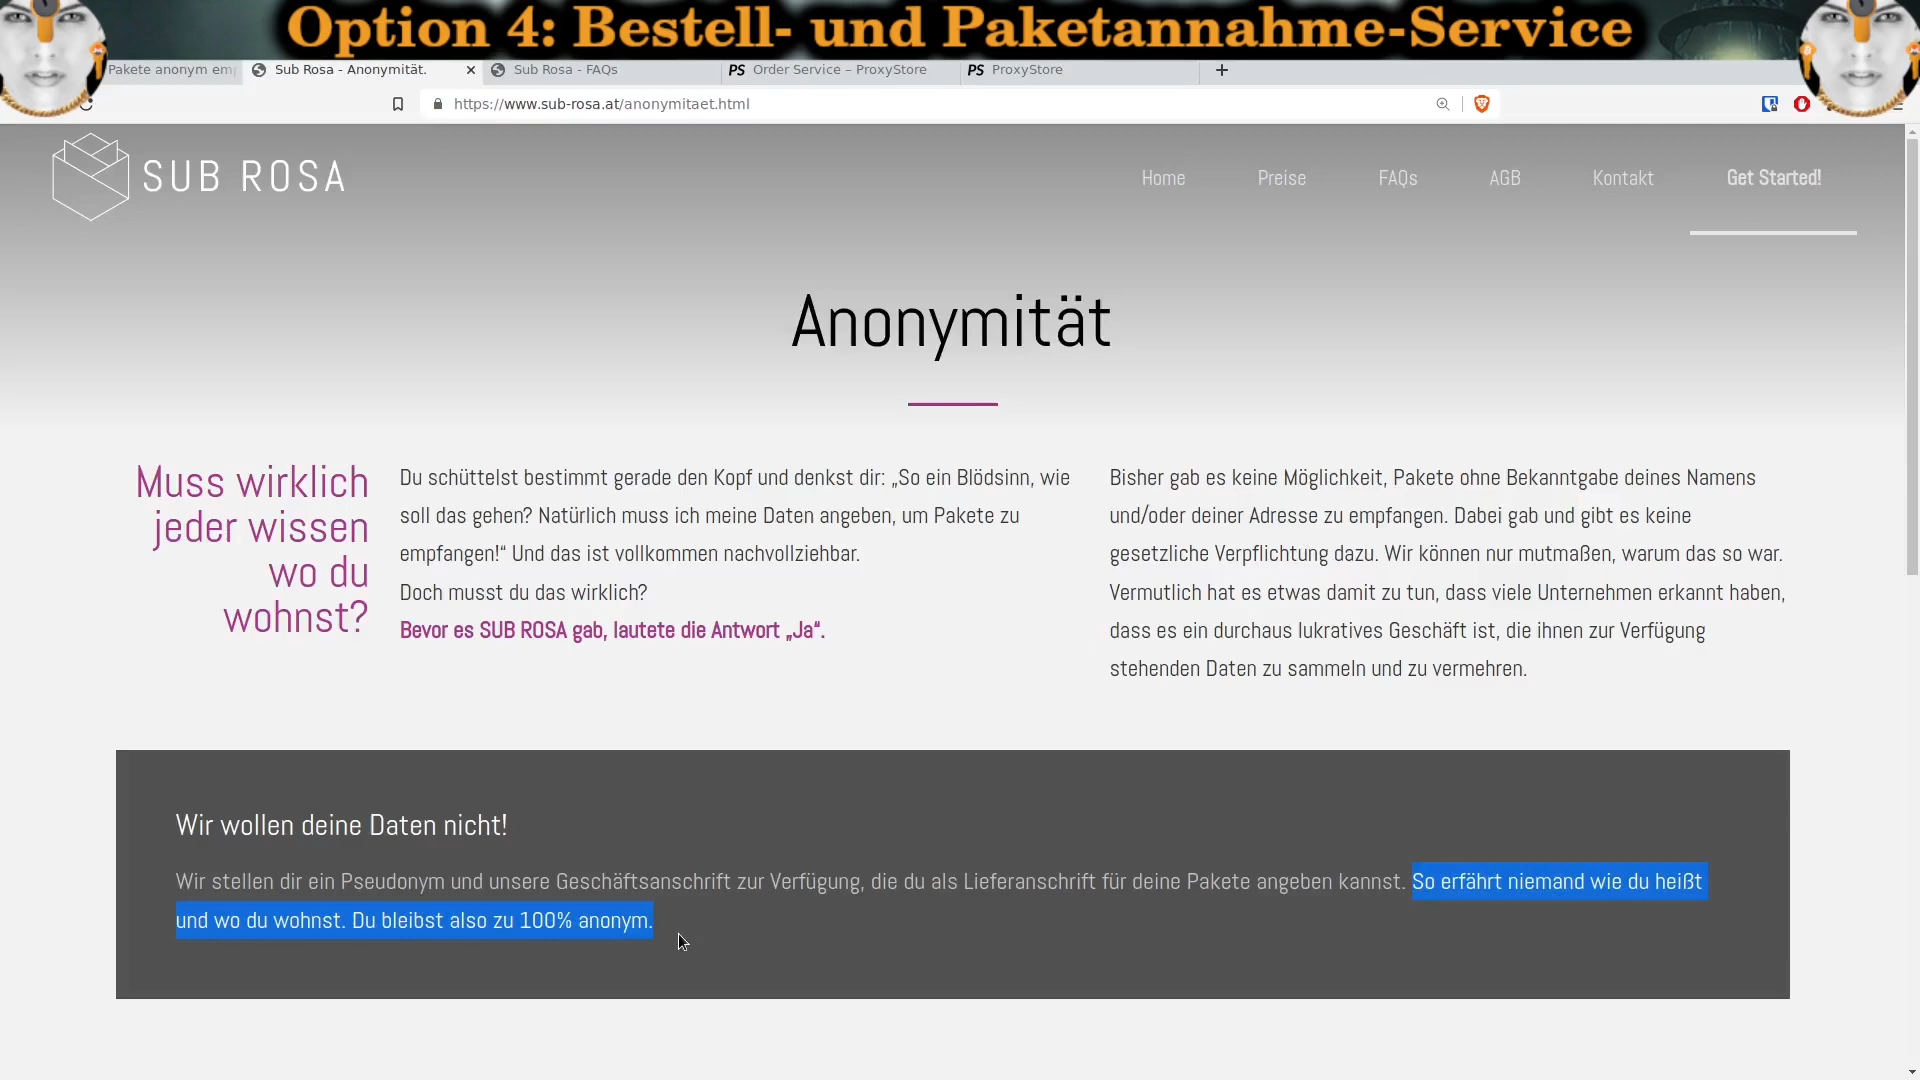 Option 4: Bestell- und Paketannahme-Service
Pakete anonym em
Sub Rosa - Anonymität.
Sub Rosa - FAQs
PS Order Service – ProxyStore
PS ProxyStore
https://www.sub-rosa.at/anonymitaet.html
SUB ROSA
Home
Preise
FAQs
AGB
Kontakt
Get Started!
Anonymität
Muss wirklich
jeder wissen
wo du
wohnst?
Du schüttelst bestimmt gerade den Kopf und denkst dir: „So ein Blödsinn, wie
soll das gehen? Natürlich muss ich meine Daten angeben, um Pakete zu
empfangen!“ Und das ist vollkommen nachvollziehbar.
Doch musst du das wirklich?
Bevor es SUB ROSA gab, lautete die Antwort „Ja“.
Bisher gab es keine Möglichkeit, Pakete ohne Bekanntgabe deines Namens
und/oder deiner Adresse zu empfangen. Dabei gab und gibt es keine
gesetzliche Verpflichtung dazu. Wir können nur mutmaßen, warum das so war.
Vermutlich hat es etwas damit zu tun, dass viele Unternehmen erkannt haben,
dass es ein durchaus lukratives Geschäft ist, die ihnen zur Verfügung
stehenden Daten zu sammeln und zu vermehren.
Wir wollen deine Daten nicht!
Wir stellen dir ein Pseudonym und unsere Geschäftsanschrift zur Verfügung, die du als Lieferanschrift für deine Pakete angeben kannst. So erfährt niemand wie du heißt
und wo du wohnst. Du bleibst also zu 100% anonym.